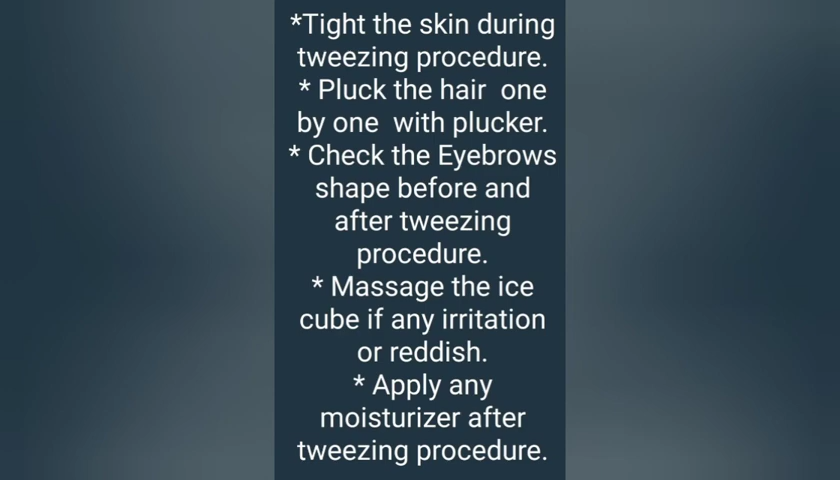 *Tight the skin during
tweezing procedure.
* Pluck the hair one
by one with plucker.
* Check the Eyebrows
shape before and
after tweezing
procedure.
* Massage the ice
cube if any irritation
or reddish.
* Apply any
moisturizer after
tweezing procedure.